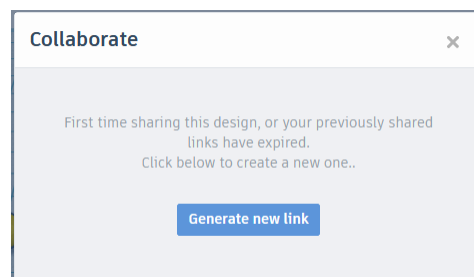 Collaborate
First time sharing this design, or your previously shared
links have expired.
Click below to create a new one..
Generate new link